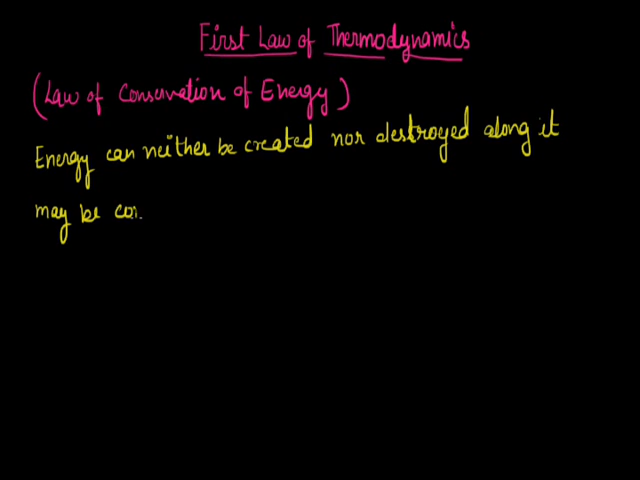 First Law of Thermodynamics
(Law of Conservation of Energy)
Energy can neither be created nor destroyed along it
may be con